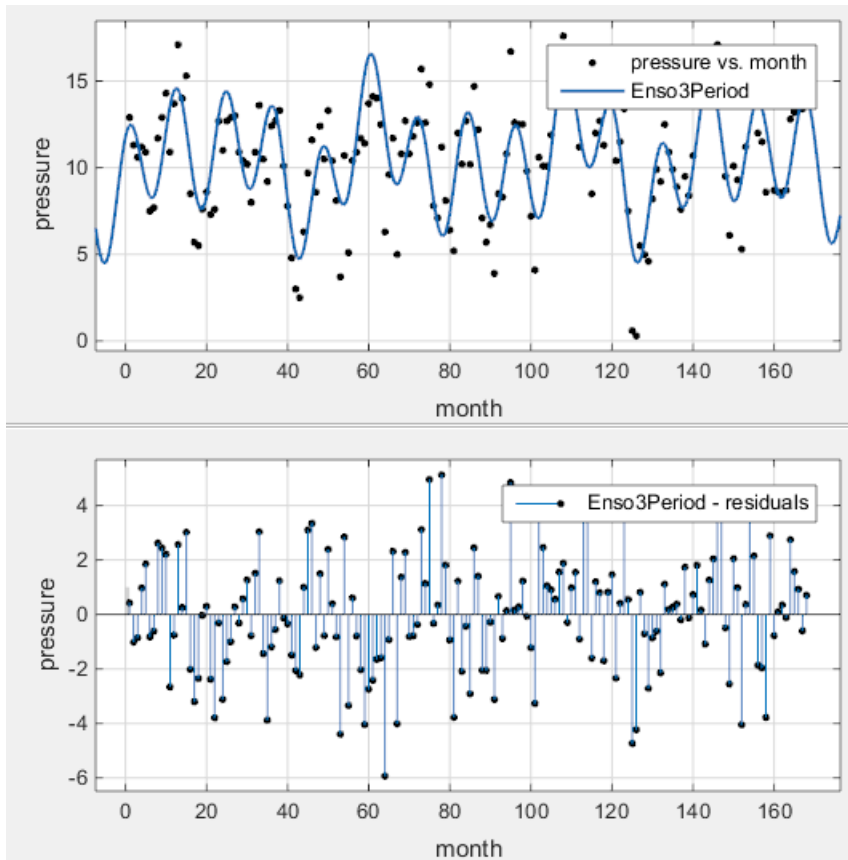 15
10
5
0
pressure
pressure vs. month
Enso3Period
0 20 40 60 80 100 120 140 160
month
4
2
0
-2
-4
-6
pressure
Enso3Period - residuals
0 20 40 60 80 100 120 140 160
month